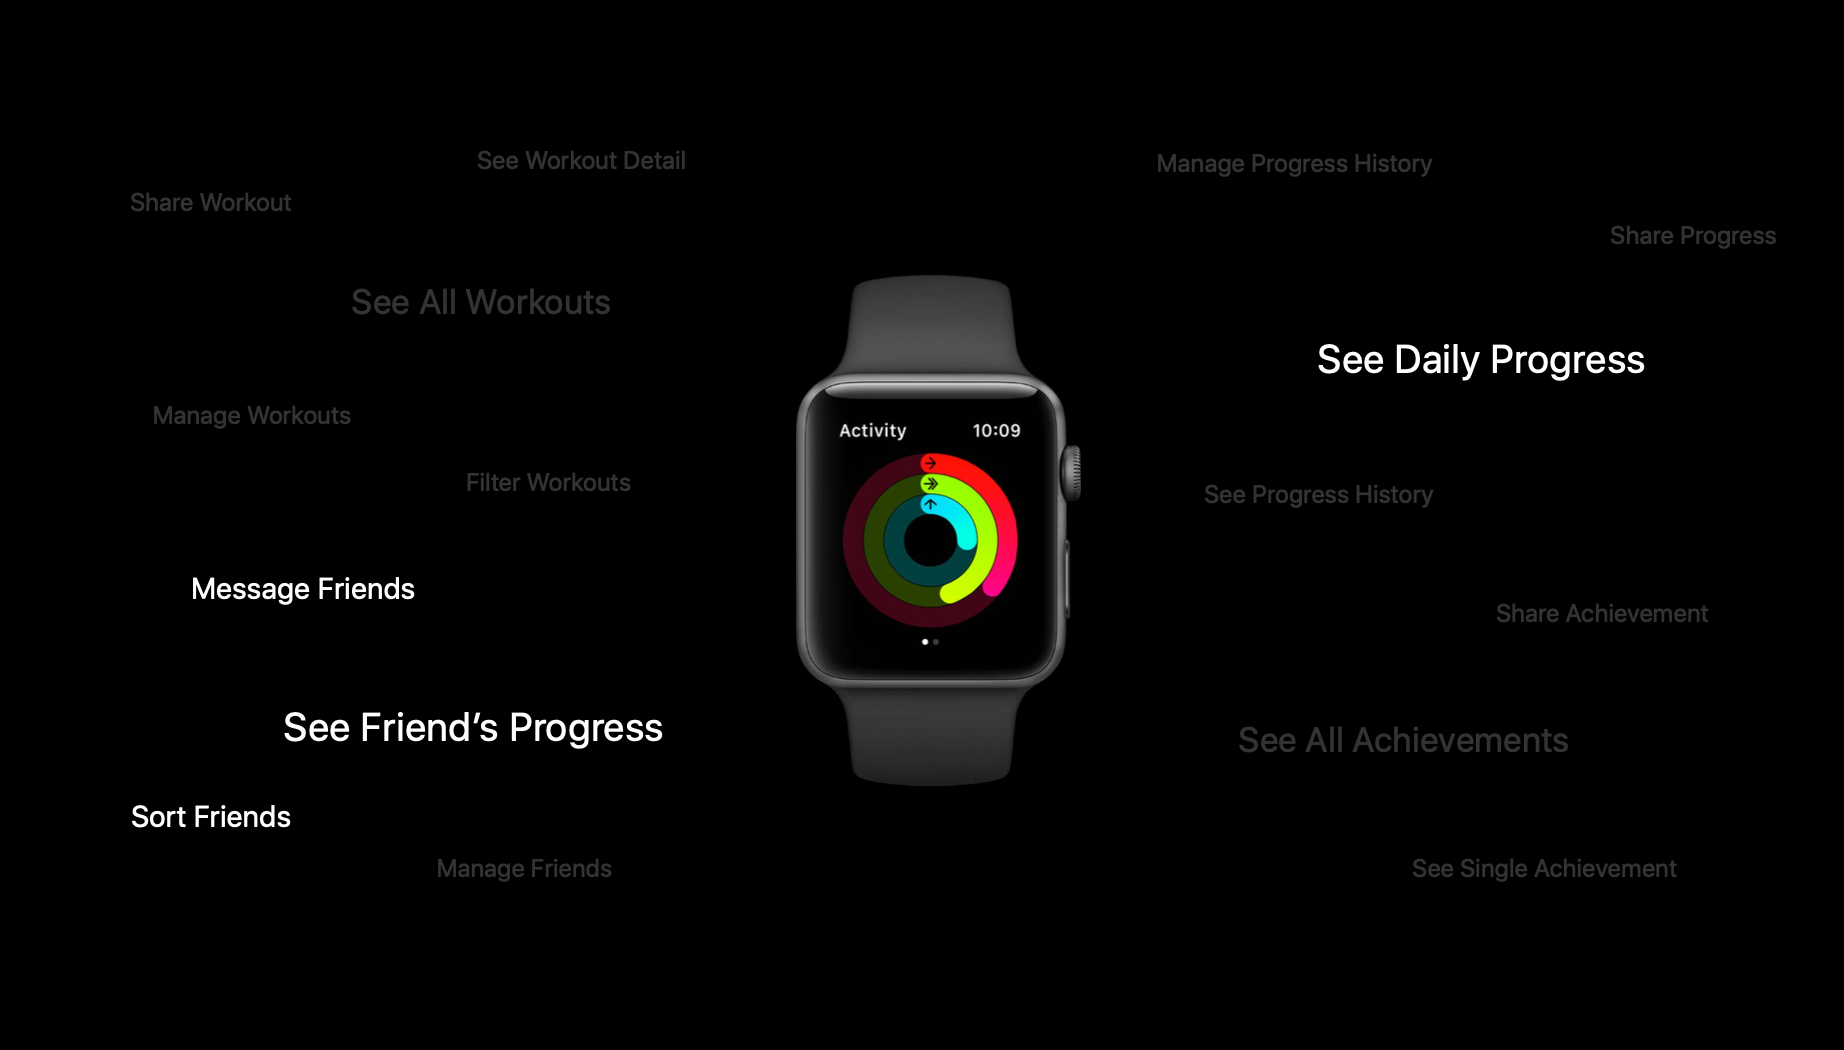 See Workout Detail
Manage Progress History
Share Workout
Share Progress
See All Workouts
See Daily Progress
Manage Workouts
Activity 10:09
Filter Workouts
See Progress History
Message Friends
Share Achievement
See Friend’s Progress
See All Achievements
Sort Friends
Manage Friends
See Single Achievement